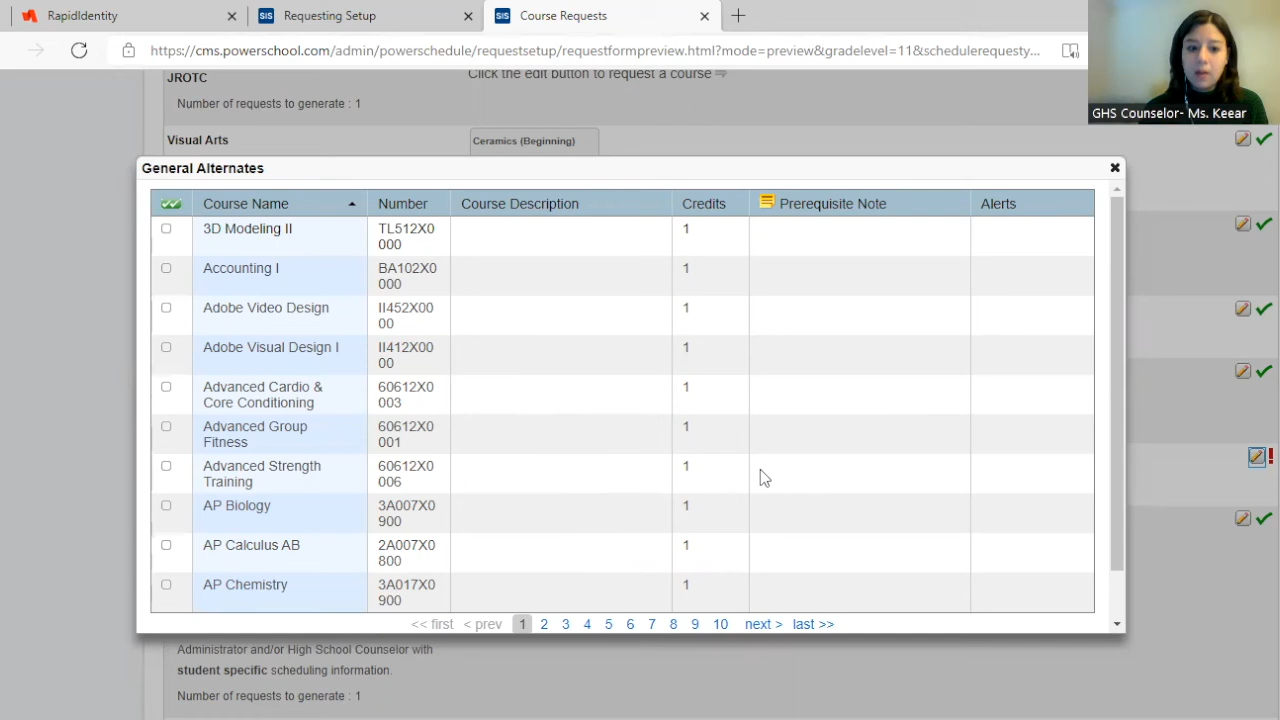 RapidIdentity
SIS Requesting Setup
SIS Course Requests
https://cms.powerschool.com/admin/powerschedule/requestsetup/requestformpreview.html?mode=preview&gradelevel=11&schedulerequesty...
GHS Counselor- Ms. Keear
JROTC
Click the edit button to request a course
Number of requests to generate : 1
Visual Arts
Ceramics (Beginning)
General Alternates
Course Name Number Course Description Credits Prerequisite Note Alerts
3D Modeling II TL512X0 1
000
Accounting I BA102X0 1
000
Adobe Video Design II452X00 1
00
Adobe Visual Design I II412X00 1
00
Advanced Cardio & 60612X0 1
Core Conditioning 003
Advanced Group 60612X0 1
Fitness 001
Advanced Strength 60612X0 1
Training 006
AP Biology 3A007X0 1
900
AP Calculus AB 2A007X0 1
800
AP Chemistry 3A017X0 1
900
<< first < prev 1 2 3 4 5 6 7 8 9 10 next > last >>
Administrator and/or High School Counselor with
student specific scheduling information.
Number of requests to generate : 1